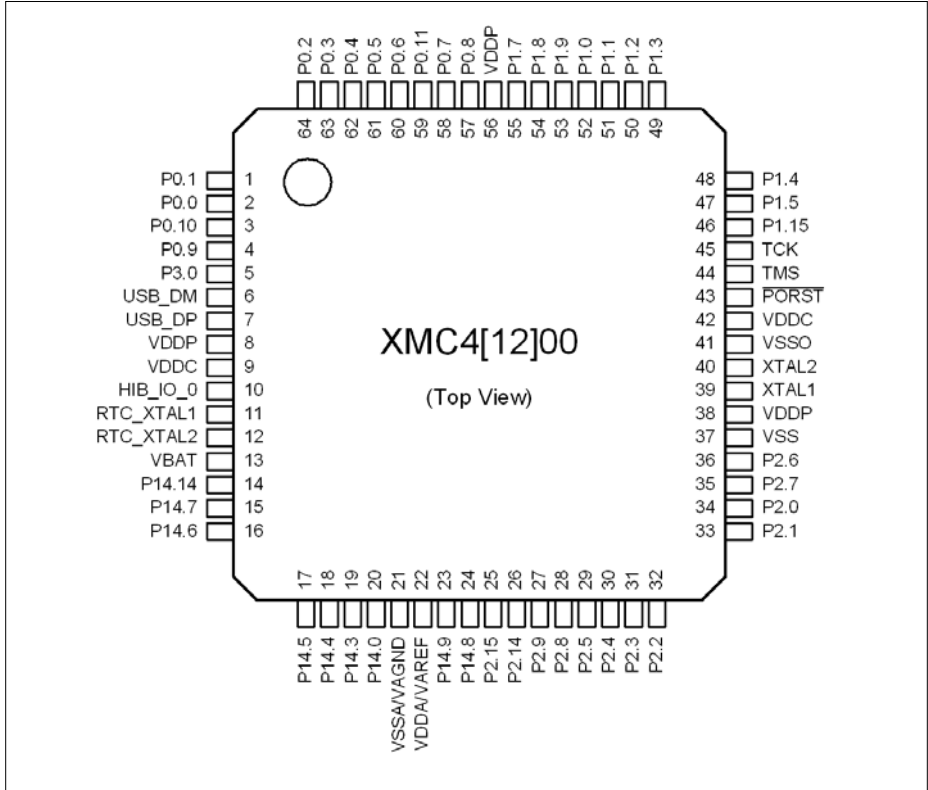 P0.2
P0.3
P0.4
P0.5
P0.6
P0.11
P0.7
P0.8
VDDP
P1.7
P1.8
P1.9
P1.0
P1.1
P1.2
P1.3
64
63
62
61
60
59
58
57
56
55
54
53
52
51
50
49
P0.1 1
P0.0 2
P0.10 3
P0.9 4
P3.0 5
USB_DM 6
USB_DP 7
VDDP 8
VDDC 9
HIB_IO_0 10
RTC_XTAL1 11
RTC_XTAL2 12
VBAT 13
P14.14 14
P14.7 15
P14.6 16
XMC4[12]00
(Top View)
48 P1.4
47 P1.5
46 P1.15
45 TCK
44 TMS
43 PORST
42 VDDC
41 VSSO
40 XTAL2
39 XTAL1
38 VDDP
37 VSS
36 P2.6
35 P2.7
34 P2.0
33 P2.1
17
18
19
20
21
22
23
24
25
26
27
28
29
30
31
32
P14.5
P14.4
P14.3
P14.0
VSSA/VAGND
VDDA/VAREF
P14.9
P14.8
P2.15
P2.14
P2.9
P2.8
P2.5
P2.4
P2.3
P2.2